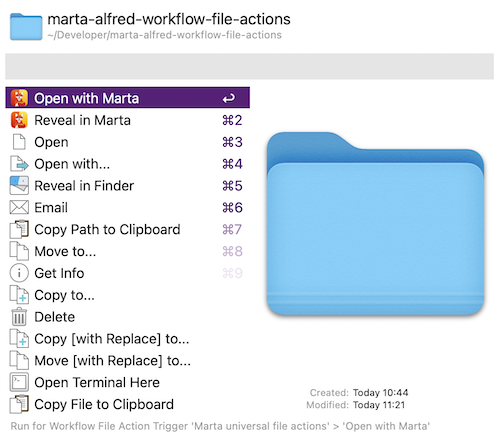 marta-alfred-workflow-file-actions
~/Developer/marta-alfred-workflow-file-actions
Open with Marta
Reveal in Marta ⌘2
Open ⌘3
Open with... ⌘4
Reveal in Finder ⌘5
Email ⌘6
Copy Path to Clipboard ⌘7
Move to... ⌘8
Get Info ⌘9
Copy to...
Delete
Copy [with Replace] to...
Move [with Replace] to...
Open Terminal Here
Copy File to Clipboard
Created: Today 10:44
Modified: Today 11:21
Run for Workflow File Action Trigger 'Marta universal file actions' > 'Open with Marta'